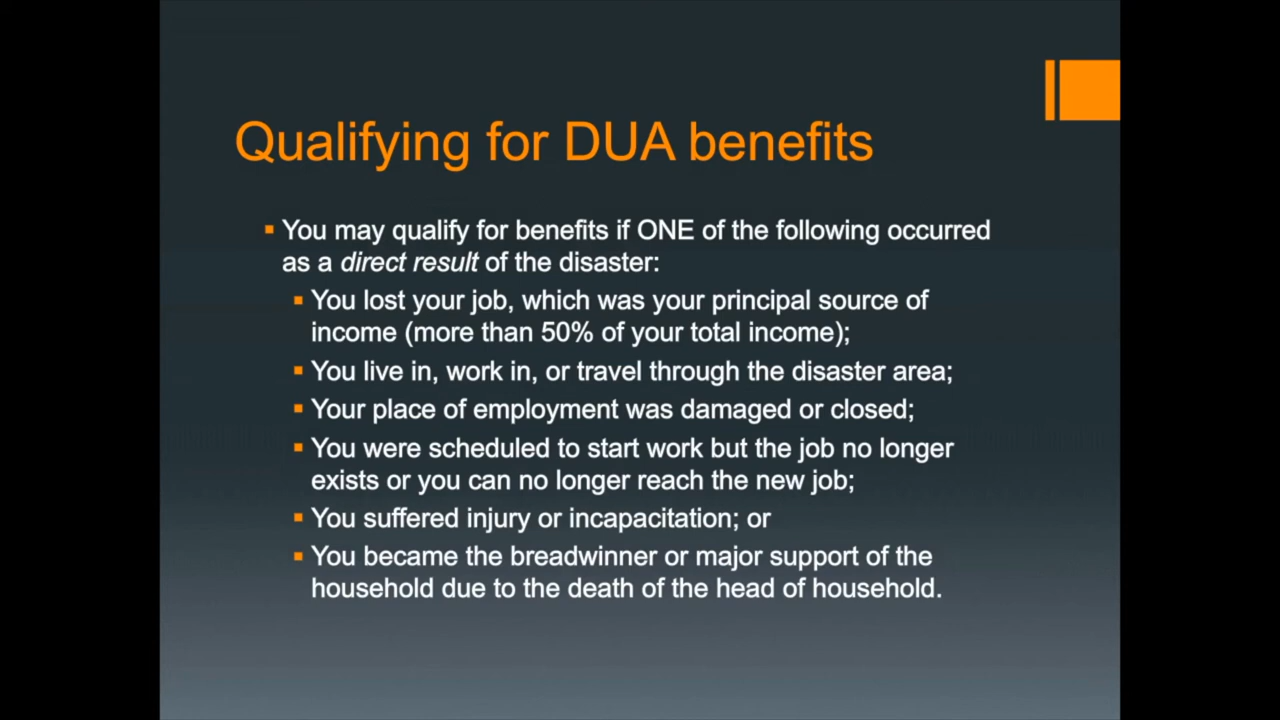 Qualifying for DUA benefits
▪ You may qualify for benefits if ONE of the following occurred
as a direct result of the disaster:
▪ You lost your job, which was your principal source of
income (more than 50% of your total income);
▪ You live in, work in, or travel through the disaster area;
▪ Your place of employment was damaged or closed;
▪ You were scheduled to start work but the job no longer
exists or you can no longer reach the new job;
▪ You suffered injury or incapacitation; or
▪ You became the breadwinner or major support of the
household due to the death of the head of household.